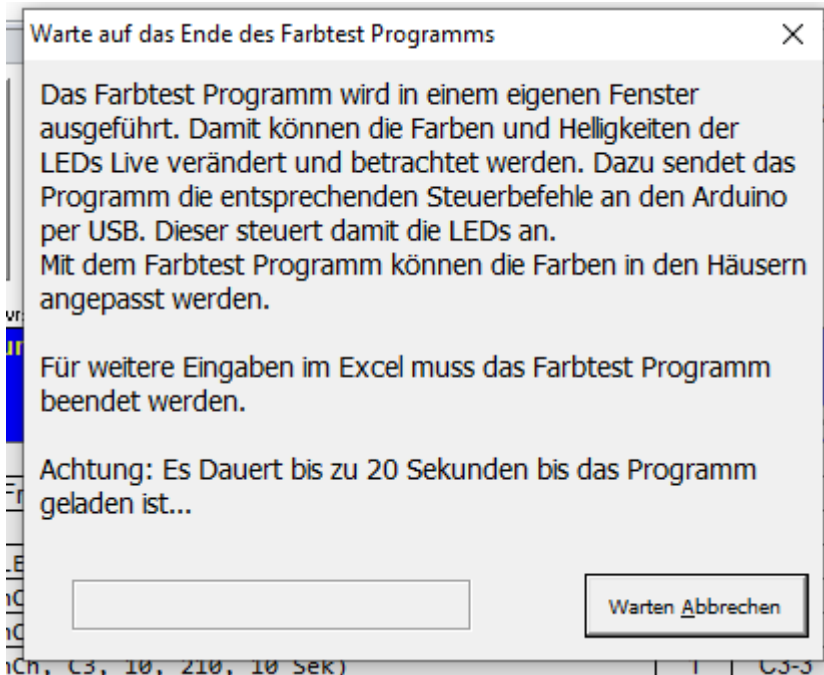 Warte auf das Ende des Farbtest Programms
Das Farbtest Programm wird in einem eigenen Fenster
ausgeführt. Damit können die Farben und Helligkeiten der
LEDs Live verändert und betrachtet werden. Dazu sendet das
Programm die entsprechenden Steuerbefehle an den Arduino
per USB. Dieser steuert damit die LEDs an.
Mit dem Farbtest Programm können die Farben in den Häusern
angepasst werden.
Für weitere Eingaben im Excel muss das Farbtest Programm
beendet werden.
Achtung: Es Dauert bis zu 20 Sekunden bis das Programm
geladen ist...
Warten Abbrechen
nCh, C3, 10, 210, 10 Sek) 1 C3-3